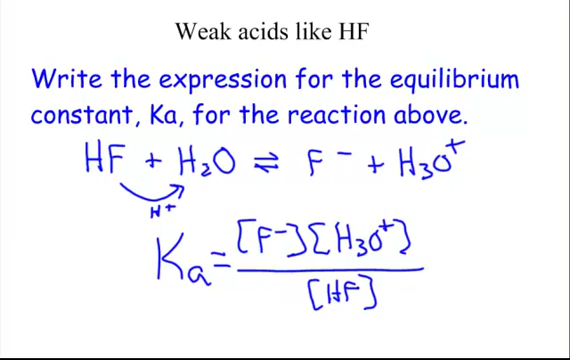 Weak acids like HF
Write the expression for the equilibrium
constant, Ka, for the reaction above.
HF + H₂O ⇌ F⁻ + H₃O⁺
H⁺
Ka = [F⁻][H₃O⁺]
[HF]